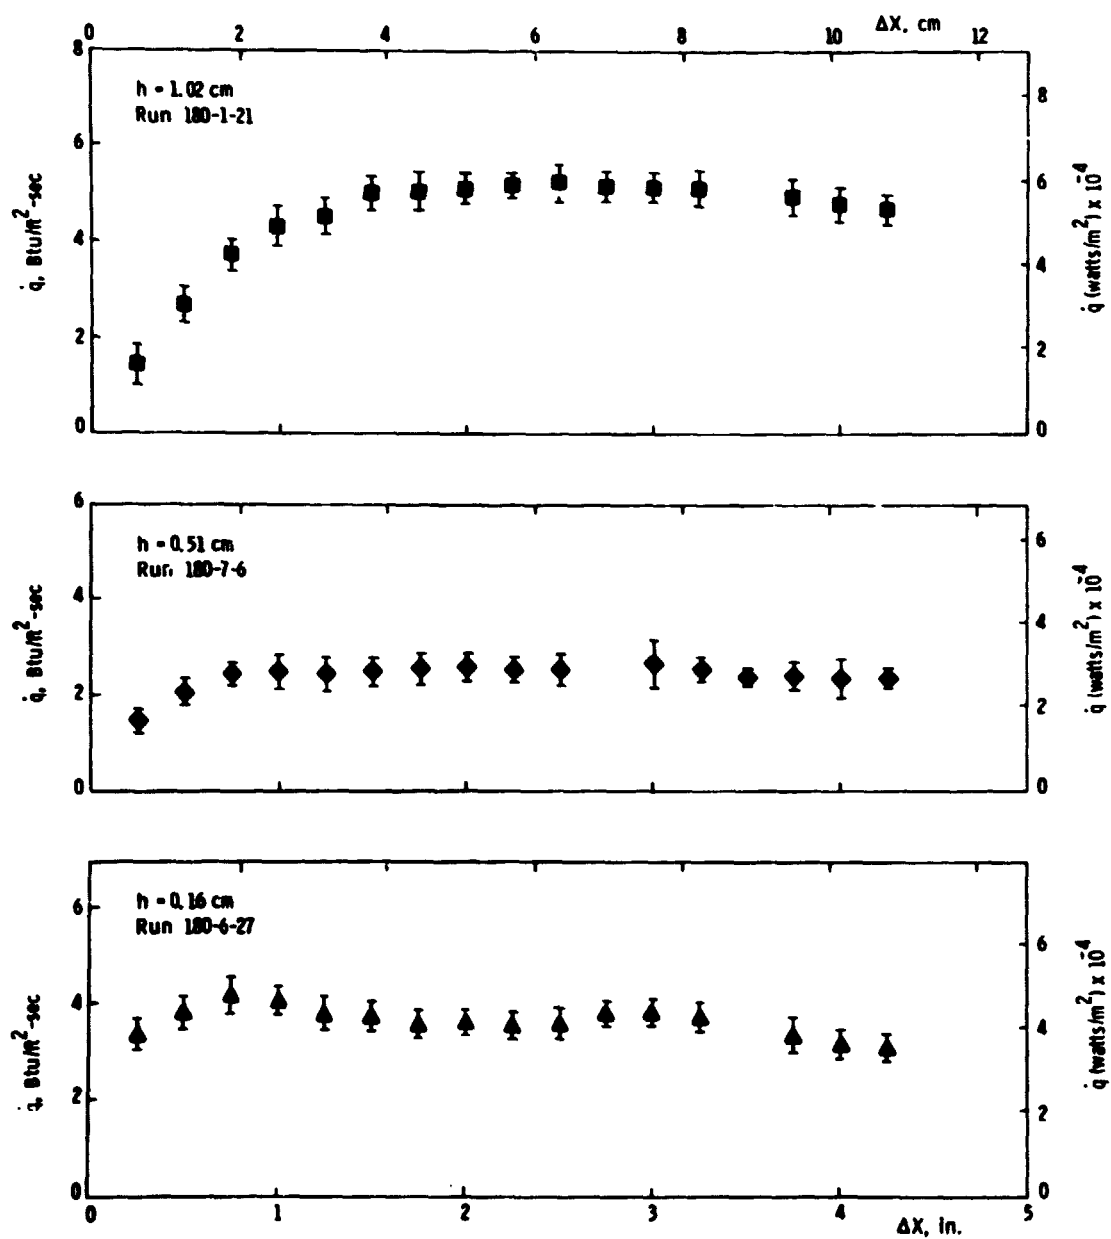 0 2 4 6 8 10 12
ΔX, cm
h = 1.02 cm
Run 180-1-21
8
6
4
2
0
q̇, Btu/ft²-sec
8
6
4
2
0
q̇ (watts/m²) x 10⁻⁴
h = 0.51 cm
Run 180-7-6
6
4
2
0
q̇, Btu/ft²-sec
6
4
2
0
q̇ (watts/m²) x 10⁻⁴
h = 0.16 cm
Run 180-6-27
6
4
2
0
q̇, Btu/ft²-sec
6
4
2
0
q̇ (watts/m²) x 10⁻⁴
0 1 2 3 4 5
ΔX, in.